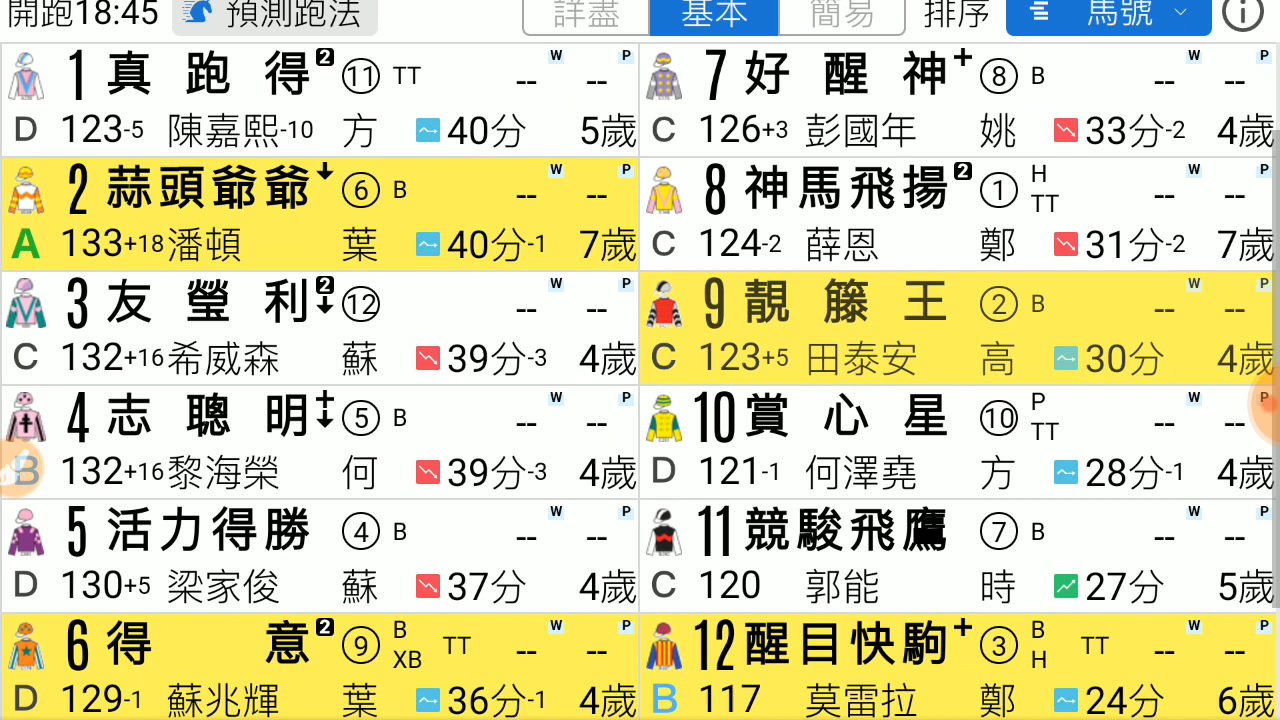 開跑18:45 預測跑法 詳盡 基本 簡易 排序 馬號
1 真跑得 2 11 TT W -- P --
D 123-5 陳嘉熙-10 方 40分 5歲
2 蒜頭爺爺 6 B W -- P --
A 133+18 潘頓 葉 40分-1 7歲
3 友瑩利 2 12 W -- P --
C 132+16 希威森 蘇 39分-3 4歲
4 志聰明 + 5 B W -- P --
B 132+16 黎海榮 何 39分-3 4歲
5 活力得勝 4 B W -- P --
D 130+5 梁家俊 蘇 37分 4歲
6 得意 2 9 B XB TT W -- P --
D 129-1 蘇兆輝 葉 36分-1 4歲
7 好醒神 + 8 B W -- P --
C 126+3 彭國年 姚 33分-2 4歲
8 神馬飛揚 2 1 H TT W -- P --
C 124-2 薛恩 鄭 31分-2 7歲
9 靚籐王 2 B W -- P --
C 123+5 田泰安 高 30分 4歲
10 賞心星 10 P TT W -- P --
D 121-1 何澤堯 方 28分-1 4歲
11 競駿飛鷹 7 B W -- P --
C 120 郭能 時 27分 5歲
12 醒目快駒 + 3 B H TT W -- P --
B 117 莫雷拉 鄭 24分 6歲